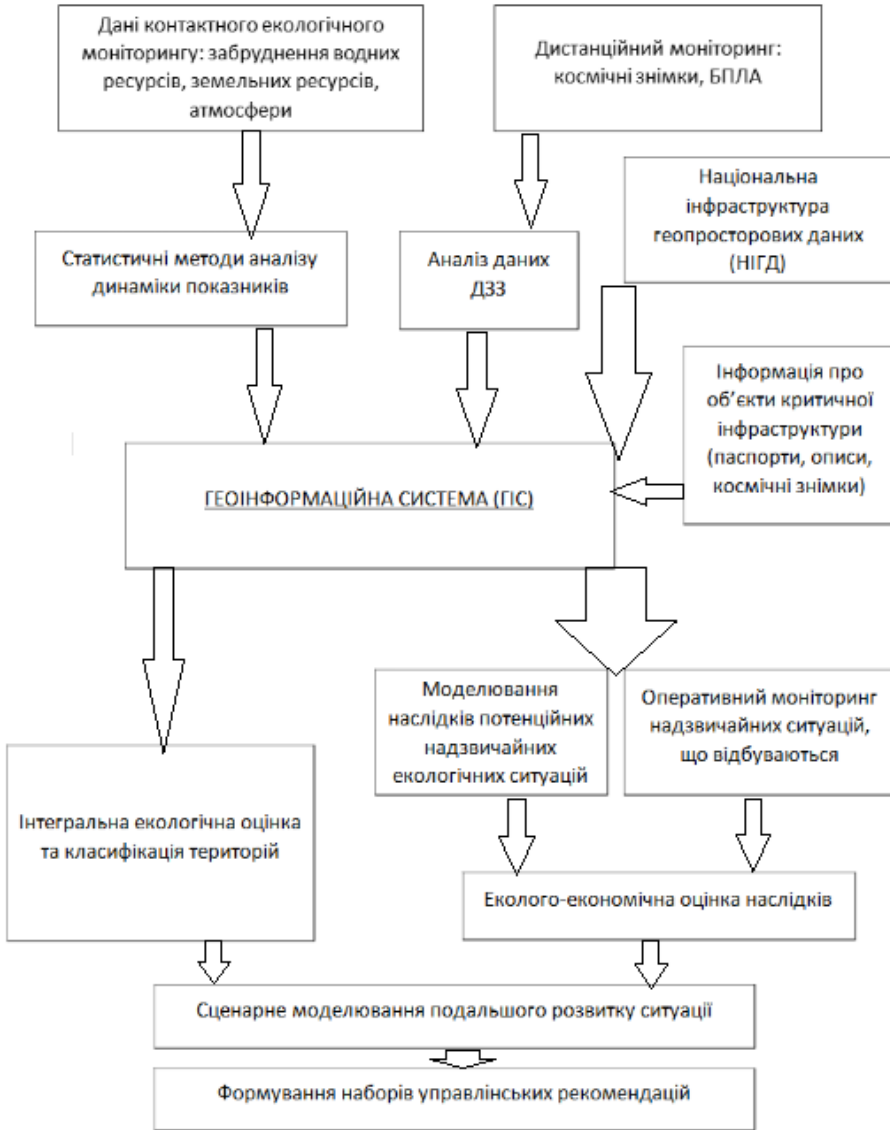 Дані контактного екологічного
моніторингу: забруднення водних
ресурсів, земельних ресурсів,
атмосфери
Дистанційний моніторинг:
космічні знімки, БПЛА
Національна
інфраструктура
геопросторових даних
(НІГД)
Статистичні методи аналізу
динаміки показників
Аналіз даних
ДЗЗ
Інформація про
об’єкти критичної
інфраструктури
(паспорти, описи,
космічні знімки)
ГЕОІНФОРМАЦІЙНА СИСТЕМА (ГІС)
Моделювання
наслідків потенційних
надзвичайних
екологічних ситуацій
Оперативний моніторинг
надзвичайних ситуацій,
що відбуваються
Інтегральна екологічна оцінка
та класифікація територій
Еколого-економічна оцінка наслідків
Сценарне моделювання подальшого розвитку ситуації
Формування наборів управлінських рекомендацій